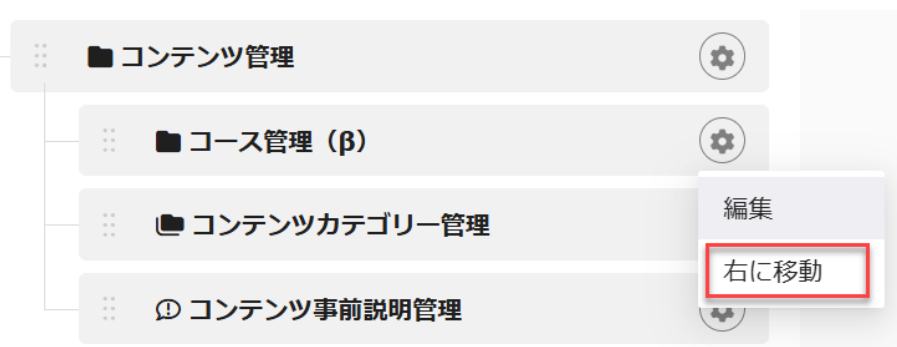 コンテンツ管理
コース管理（β）
編集
コンテンツカテゴリー管理
右に移動
コンテンツ事前説明管理